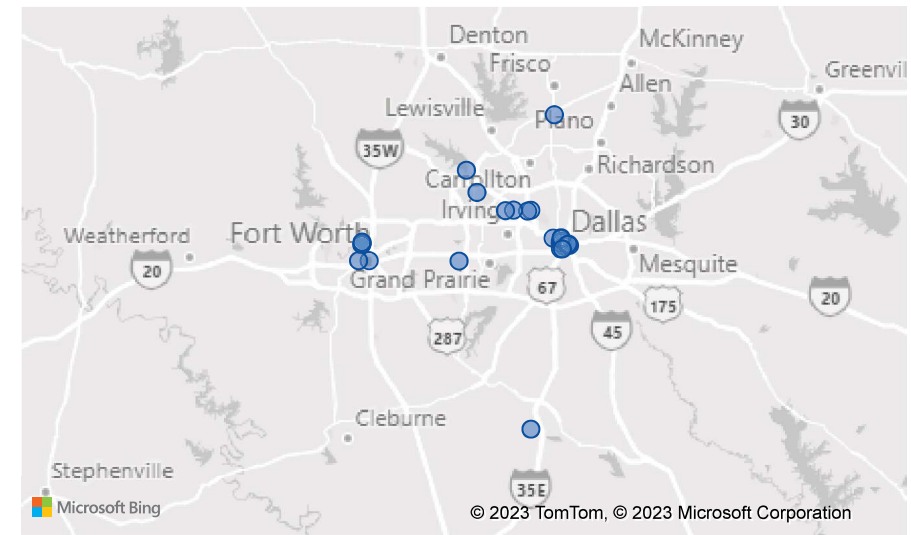 Denton
McKinney
Frisco
Greenvil
Allen
Lewisville
Plano
30
35W
Richardson
Carrollton
Irving
Dallas
Fort Worth
Weatherford
Mesquite
20
Grand Prairie
67
20
175
45
287
Cleburne
Stephenville
35E
Microsoft Bing
© 2023 TomTom, © 2023 Microsoft Corporation